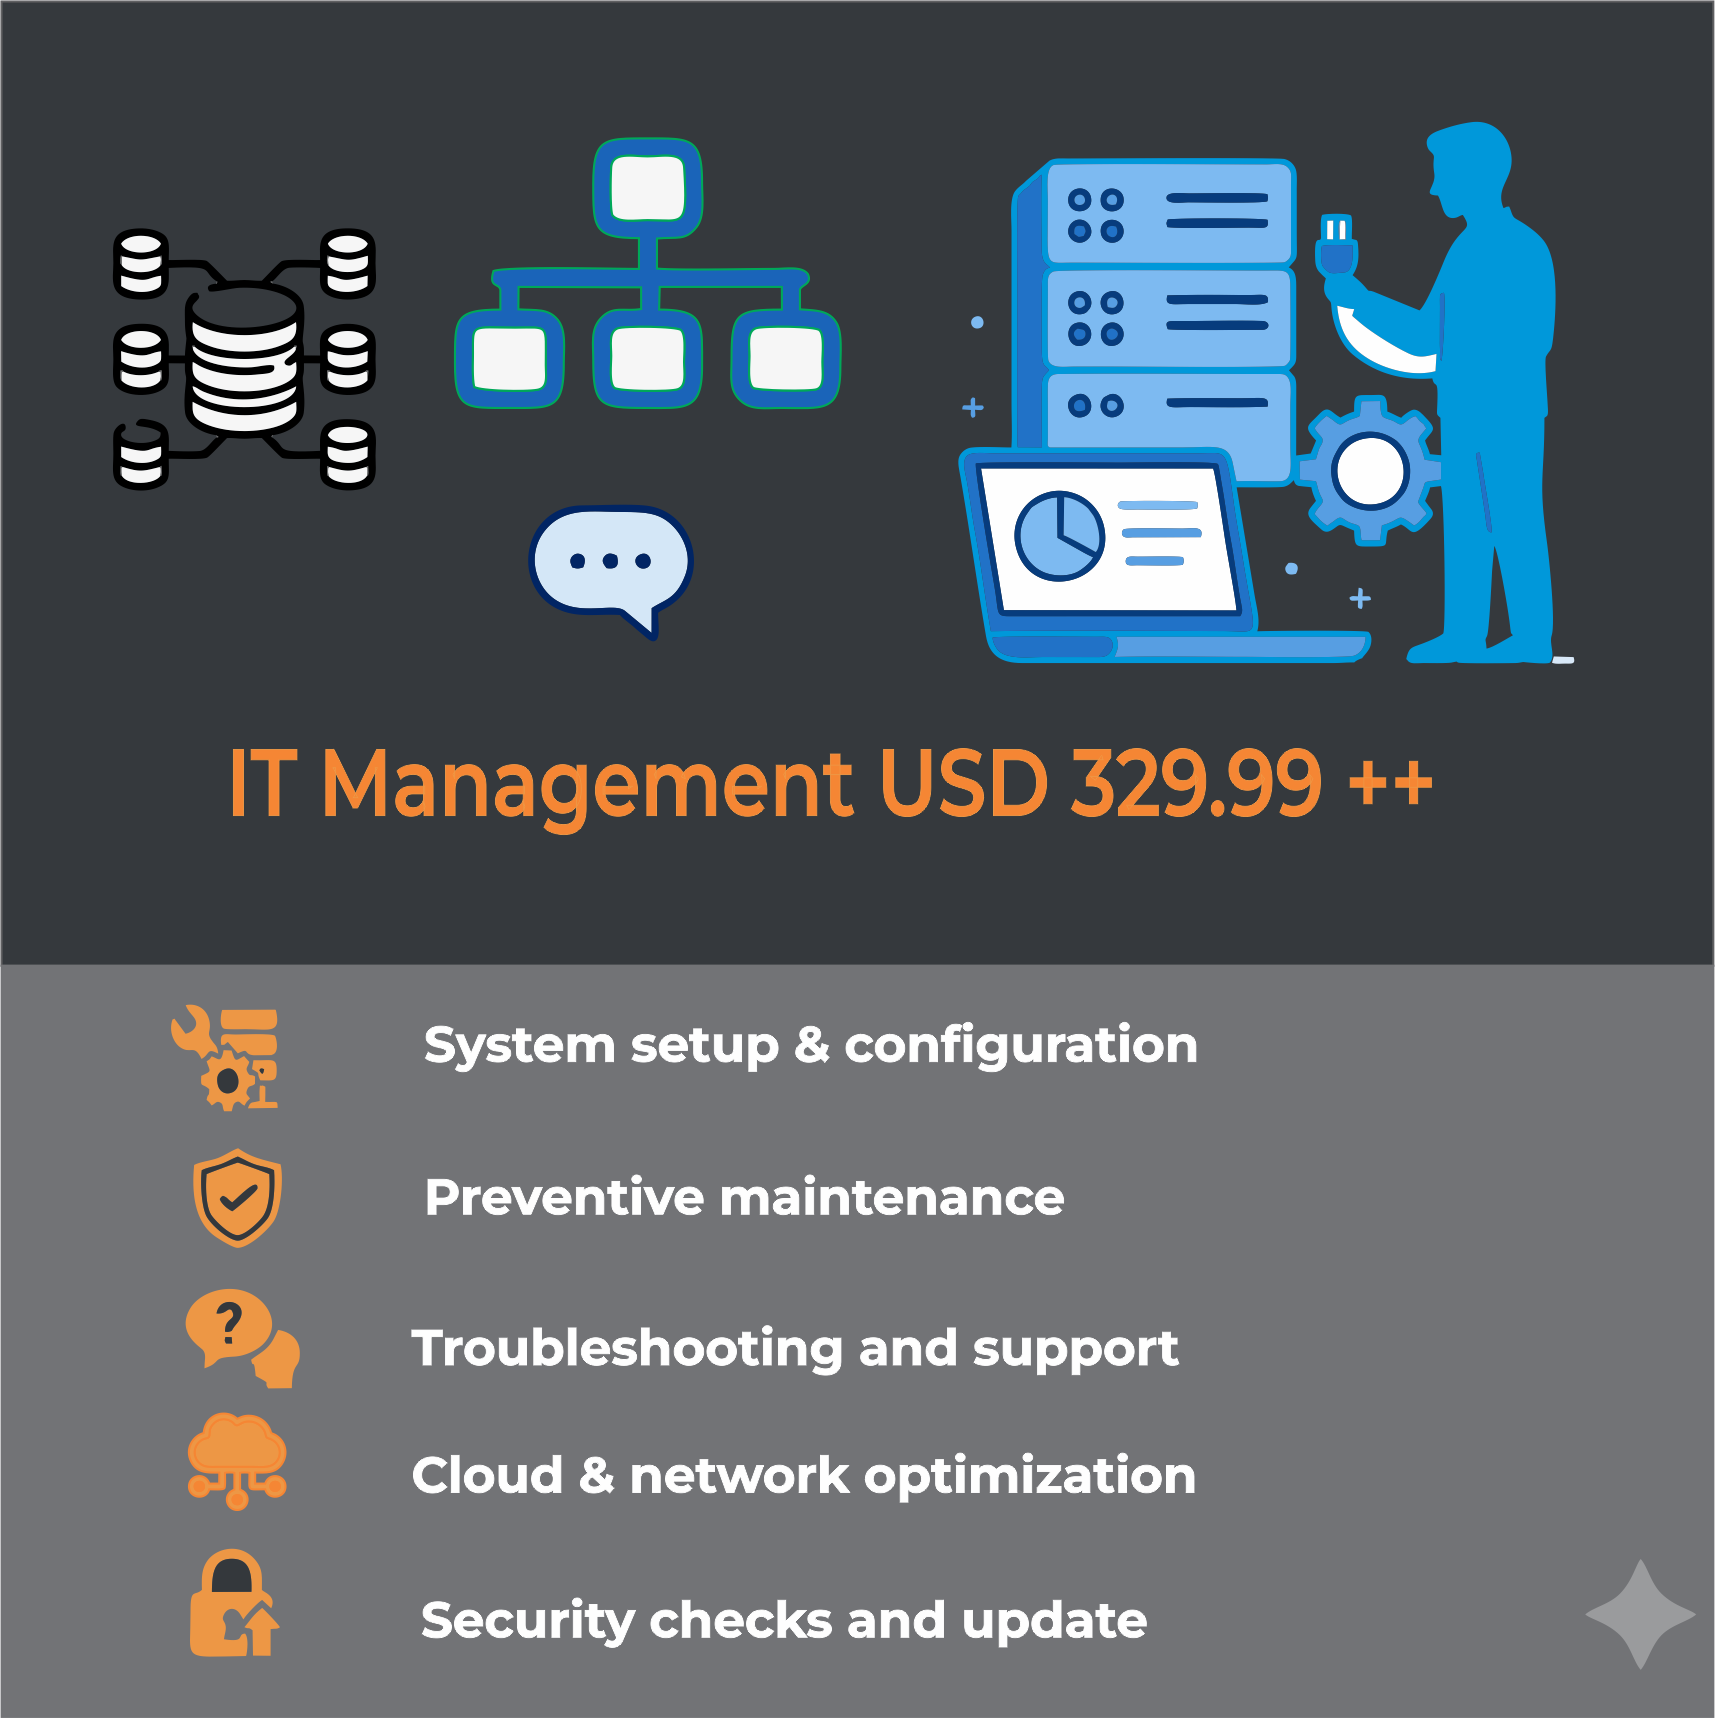 IT Management USD 329.99 ++
System setup & configuration
Preventive maintenance
?
Troubleshooting and support
Cloud & network optimization
Security checks and update